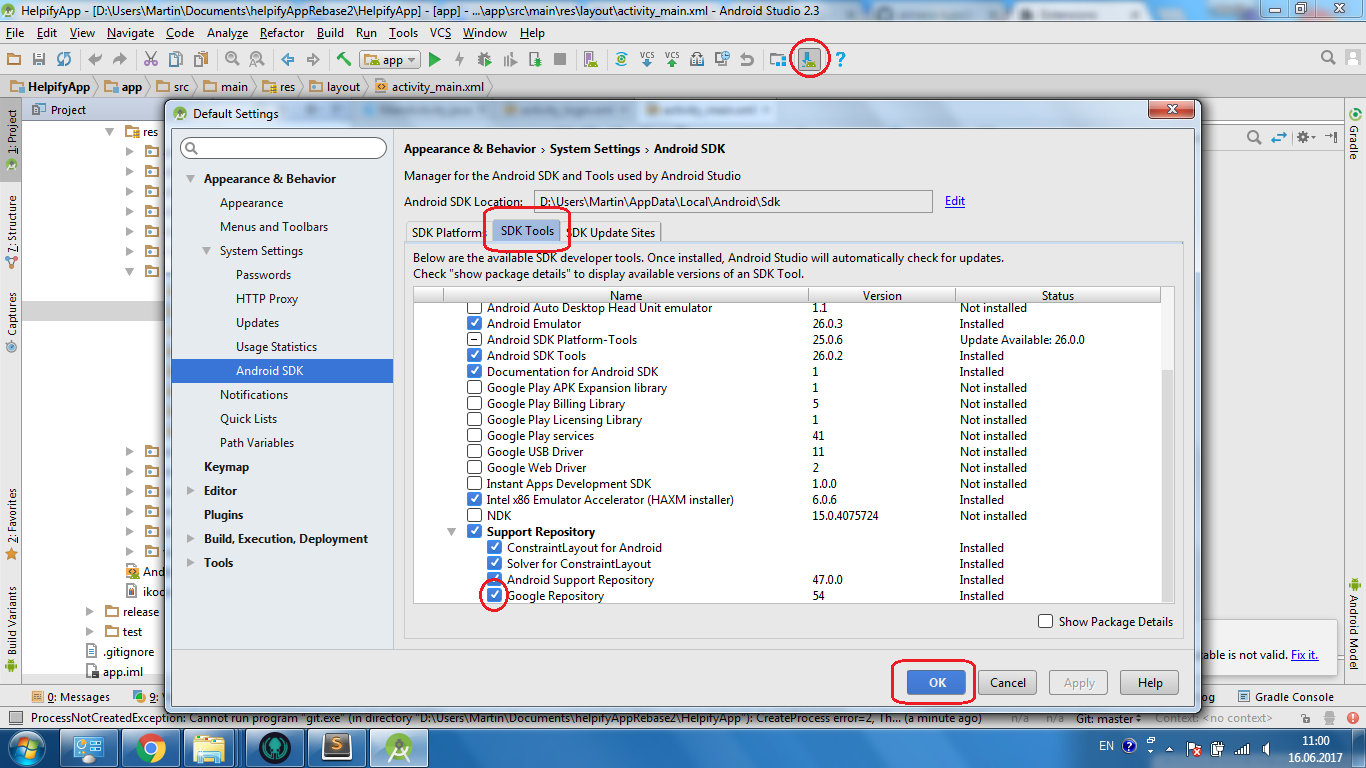 HelpifyApp - [D:\Users\Martin\Documents\helpifyAppRebase2\HelpifyApp] - [app] - ...\app\src\main\res\layout\activity_main.xml - Android Studio 2.3
File Edit View Navigate Code Analyze Refactor Build Run Tools VCS Window Help
app VCS VCS ?
HelpifyApp app src main res layout activity_main.xml
1: Project
Z: Structure
Captures
2: Favorites
Build Variants
Project
res
And
ikod
release
test
.gitignore
app.iml
Default Settings
Appearance & Behavior
Appearance
Menus and Toolbars
System Settings
Passwords
HTTP Proxy
Updates
Usage Statistics
Android SDK
Notifications
Quick Lists
Path Variables
Keymap
Editor
Plugins
Build, Execution, Deployment
Tools
Appearance & Behavior › System Settings › Android SDK
Manager for the Android SDK and Tools used by Android Studio
Android SDK Location: D:\Users\Martin\AppData\Local\Android\Sdk Edit
SDK Platforms SDK Tools SDK Update Sites
Below are the available SDK developer tools. Once installed, Android Studio will automatically check for updates.
Check "show package details" to display available versions of an SDK Tool.
Name Version Status
Android Auto Desktop Head Unit emulator 1.1 Not installed
Android Emulator 26.0.3 Installed
Android SDK Platform-Tools 25.0.6 Update Available: 26.0.0
Android SDK Tools 26.0.2 Installed
Documentation for Android SDK 1 Installed
Google Play APK Expansion library 1 Not installed
Google Play Billing Library 5 Not installed
Google Play Licensing Library 1 Not installed
Google Play services 41 Not installed
Google USB Driver 11 Not installed
Google Web Driver 2 Not installed
Instant Apps Development SDK 1.0.0 Not installed
Intel x86 Emulator Accelerator (HAXM installer) 6.0.6 Installed
NDK 15.0.4075724 Not installed
Support Repository
ConstraintLayout for Android Installed
Solver for ConstraintLayout Installed
Android Support Repository 47.0.0 Installed
Google Repository 54 Installed
Show Package Details
OK Cancel Apply Help
Gradle
Android Model
table is not valid. Fix it.
0: Messages 9: og Gradle Console
ProcessNotCreatedException: Cannot run program "git.exe" (in directory "D:\Users\Martin\Documents\helpifyAppRebase2\HelpifyApp"): CreateProcess error=2, Th... (a minute ago) n/a n/a Git: master Context: <no context>
EN ? 11:00
16.06.2017